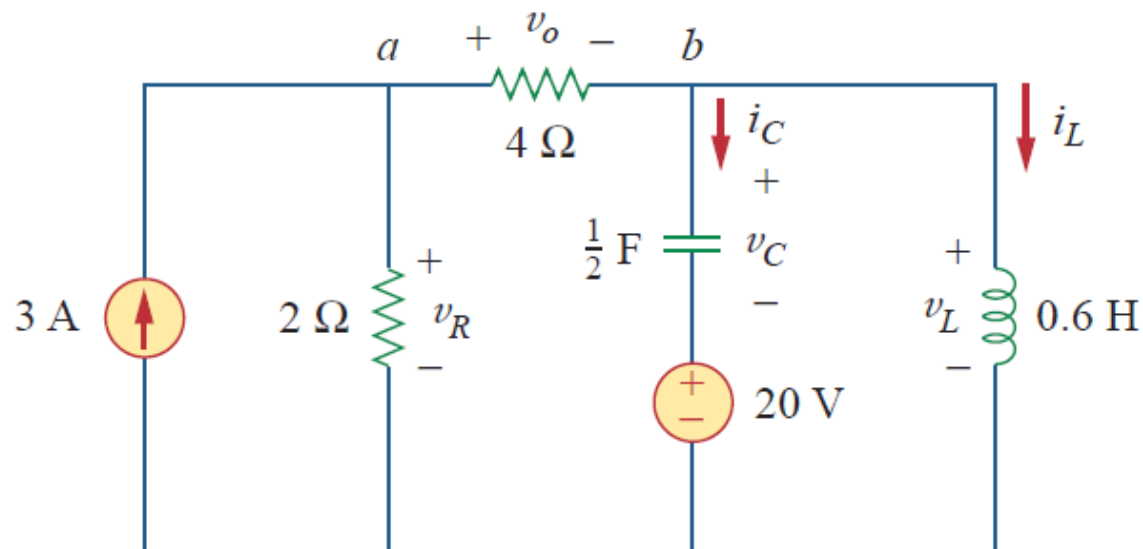 a + v_o − b
4 Ω
i_C
i_L
+
1/2 F
v_C
−
3 A
2 Ω
+
v_R
−
+
v_L
−
0.6 H
+
−
20 V